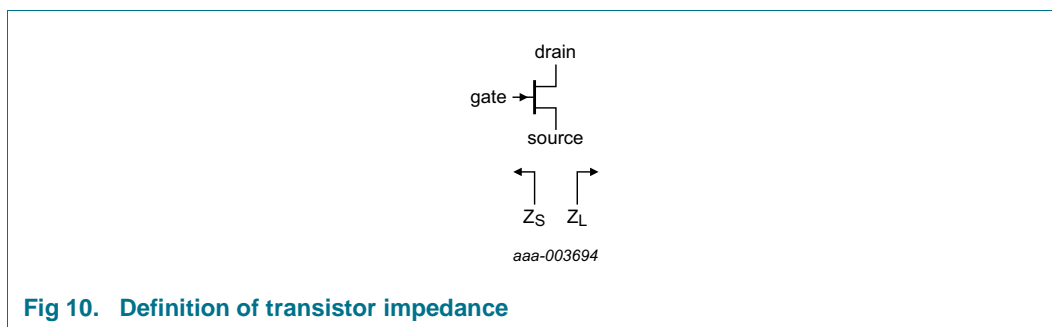 drain
gate
source
ZS ZL
aaa-003694
Fig 10. Definition of transistor impedance